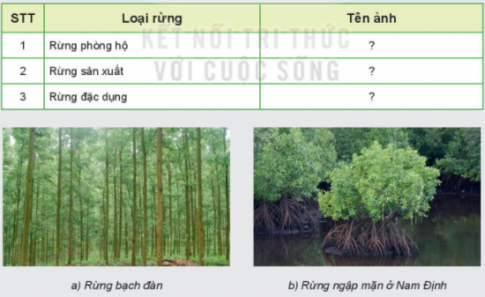 STT Loại rừng Tên ảnh
KẾT NỐI TRI THỨC
VỚI CUỘC SỐNG
1 Rừng phòng hộ ?
2 Rừng sản xuất ?
3 Rừng đặc dụng ?
a) Rừng bạch đàn b) Rừng ngập mặn ở Nam Định